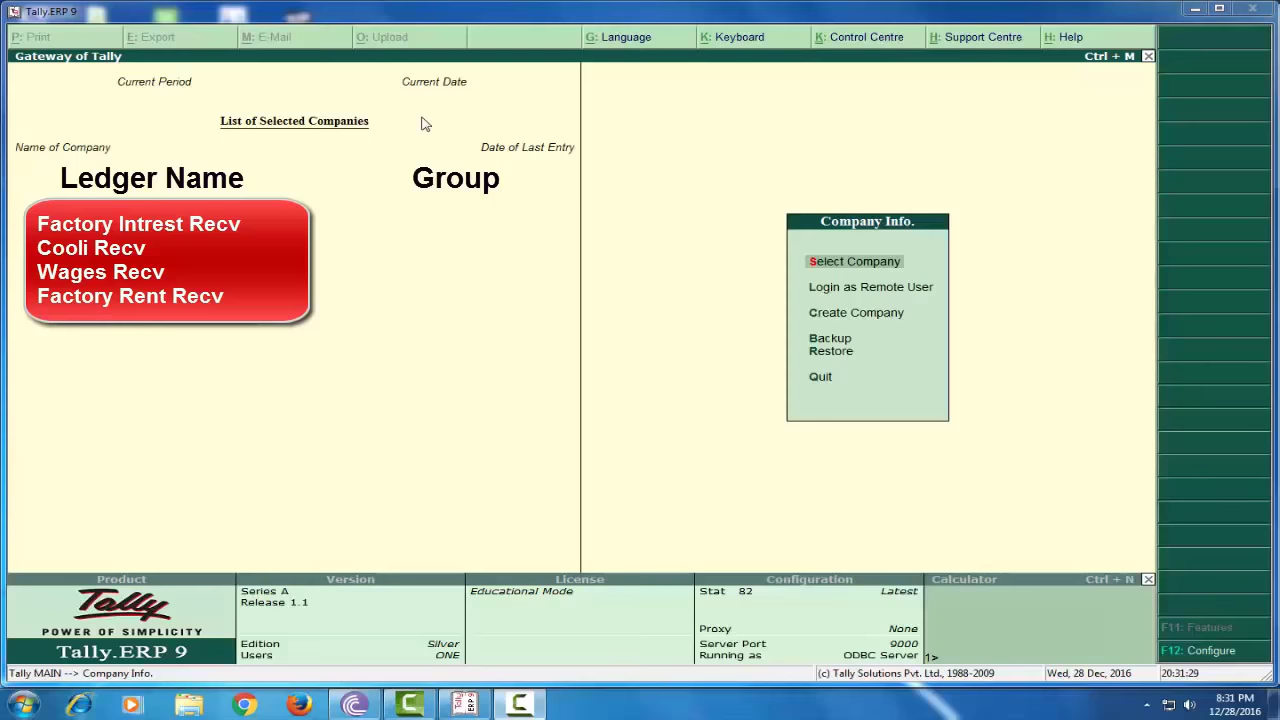 Tally.ERP 9
P: Print
E: Export
M: E-Mail
O: Upload
G: Language
K: Keyboard
K: Control Centre
H: Support Centre
H: Help
Gateway of Tally
Ctrl + M
Current Period
Current Date
List of Selected Companies
Name of Company
Date of Last Entry
Ledger Name
Group
Factory Intrest Recv
Cooli Recv
Wages Recv
Factory Rent Recv
Company Info.
Select Company
Login as Remote User
Create Company
Backup
Restore
Quit
Product
Version
License
Configuration
Calculator
Ctrl + N
Tally
POWER OF SIMPLICITY
Tally.ERP 9
Series A
Release 1.1
Edition Silver
Users ONE
Educational Mode
Stat 82 Latest
Proxy None
Server Port 9000
Running as ODBC Server
1>
F11: Features
F12: Configure
Tally MAIN --> Company Info.
(c) Tally Solutions Pvt. Ltd., 1988-2009
Wed, 28 Dec, 2016
20:31:29
8:31 PM
12/28/2016